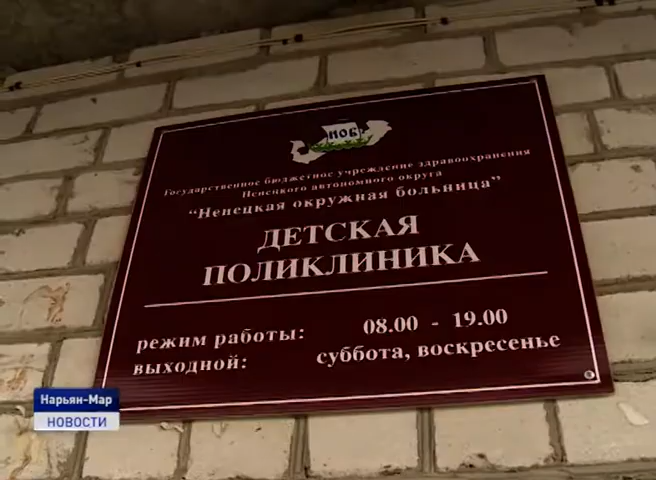 НОБ
Государственное бюджетное учреждение здравоохранения
Ненецкого автономного округа
"Ненецкая окружная больница"
ДЕТСКАЯ
ПОЛИКЛИНИКА
режим работы: 08.00 - 19.00
выходной: суббота, воскресенье
Нарьян-Мар
НОВОСТИ